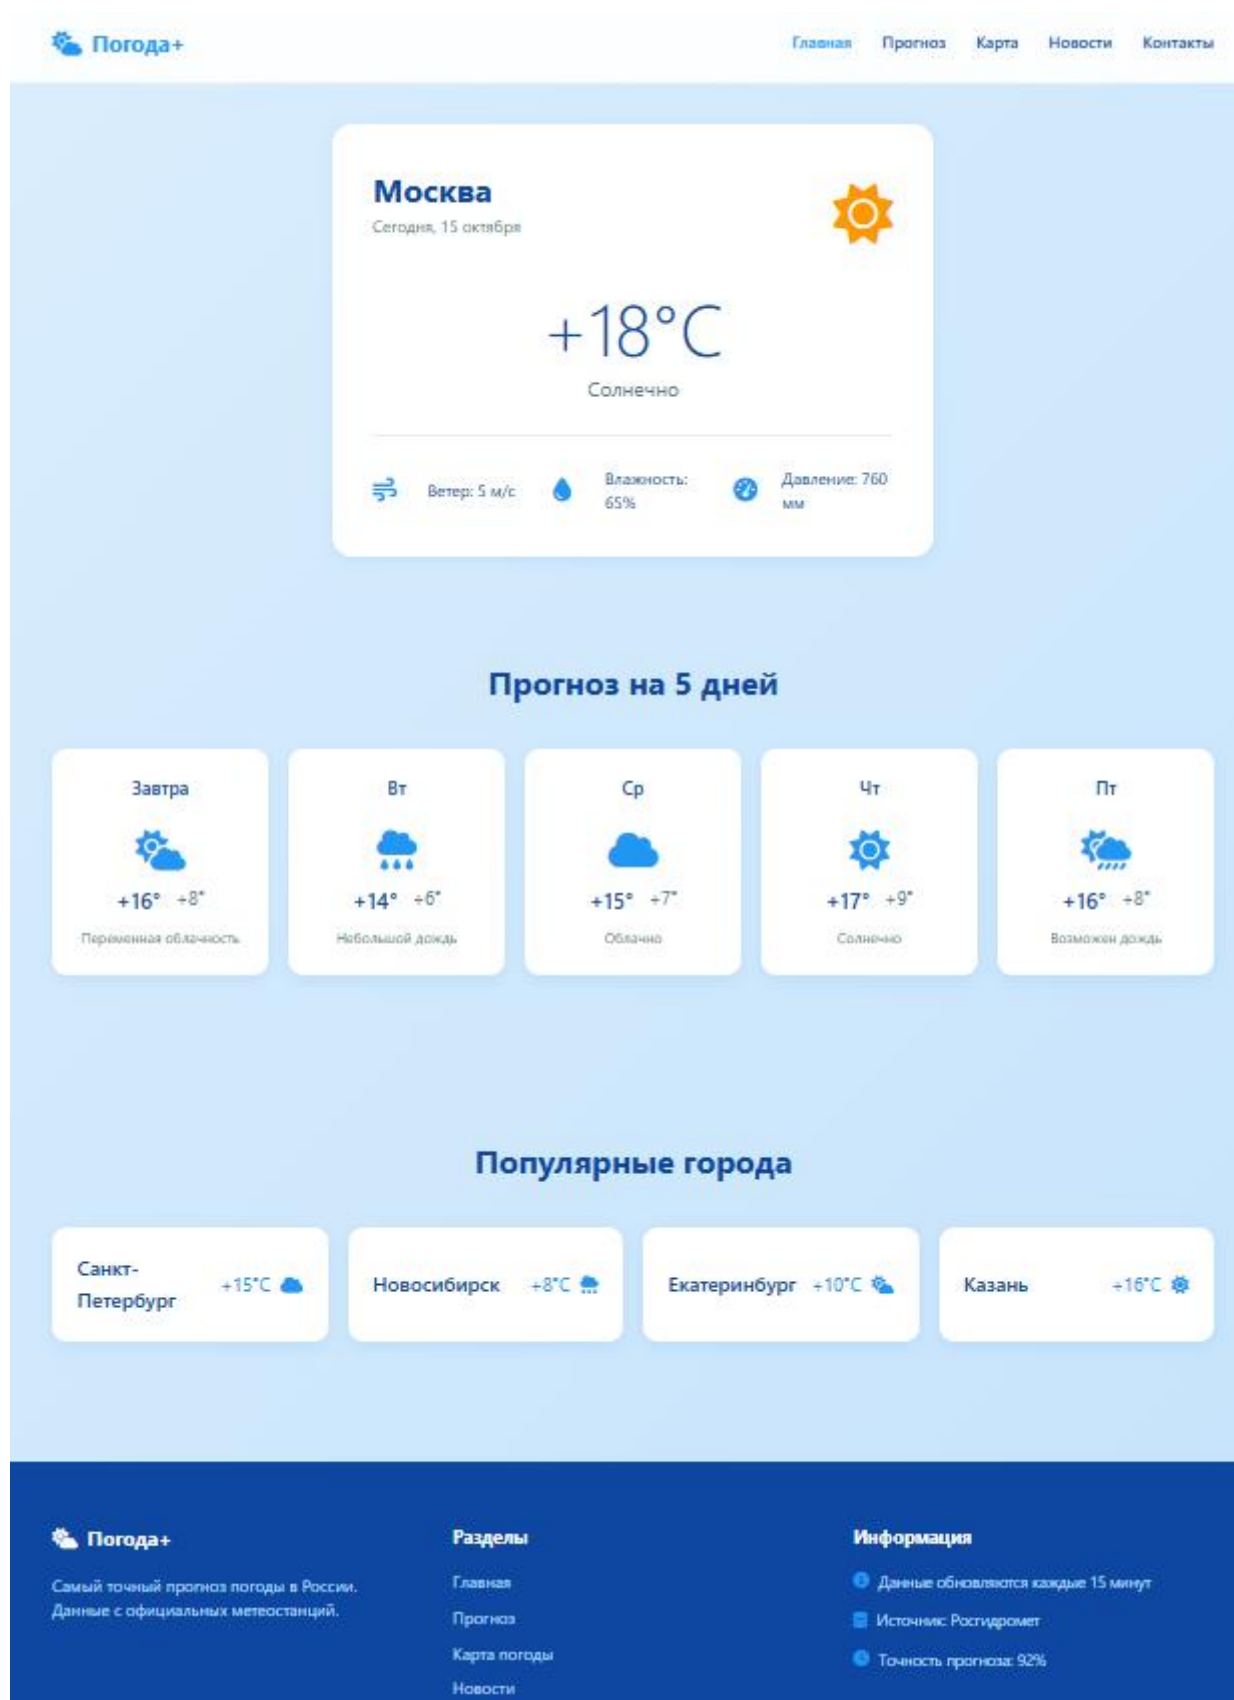 Погода+
Главная Прогноз Карта Новости Контакты
Москва
Сегодня, 15 октября
+18°C
Солнечно
Ветер: 5 м/с
Влажность:
65%
Давление: 760
мм
Прогноз на 5 дней
Завтра
+16° +8°
Переменная облачность
Вт
+14° +6°
Небольшой дождь
Ср
+15° +7°
Облачно
Чт
+17° +9°
Солнечно
Пт
+16° +8°
Возможен дождь
Популярные города
Санкт-
Петербург
+15°C
Новосибирск +8°C
Екатеринбург +10°C
Казань +16°C
Погода+
Самый точный прогноз погоды в России.
Данные с официальных метеостанций.
Разделы
Главная
Прогноз
Карта погоды
Новости
Информация
Данные обновляются каждые 15 минут
Источник: Росгидромет
Точность прогноза: 92%